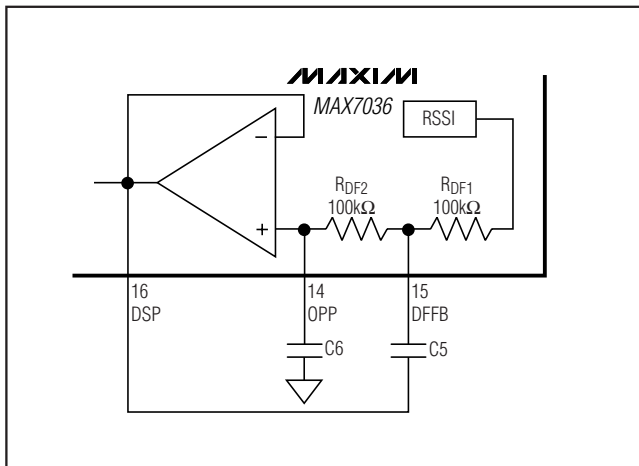 MAXIM
MAX7036
RSSI
−
+
RDF2
100kΩ
RDF1
100kΩ
16
DSP
14
OPP
15
DFFB
C6
C5